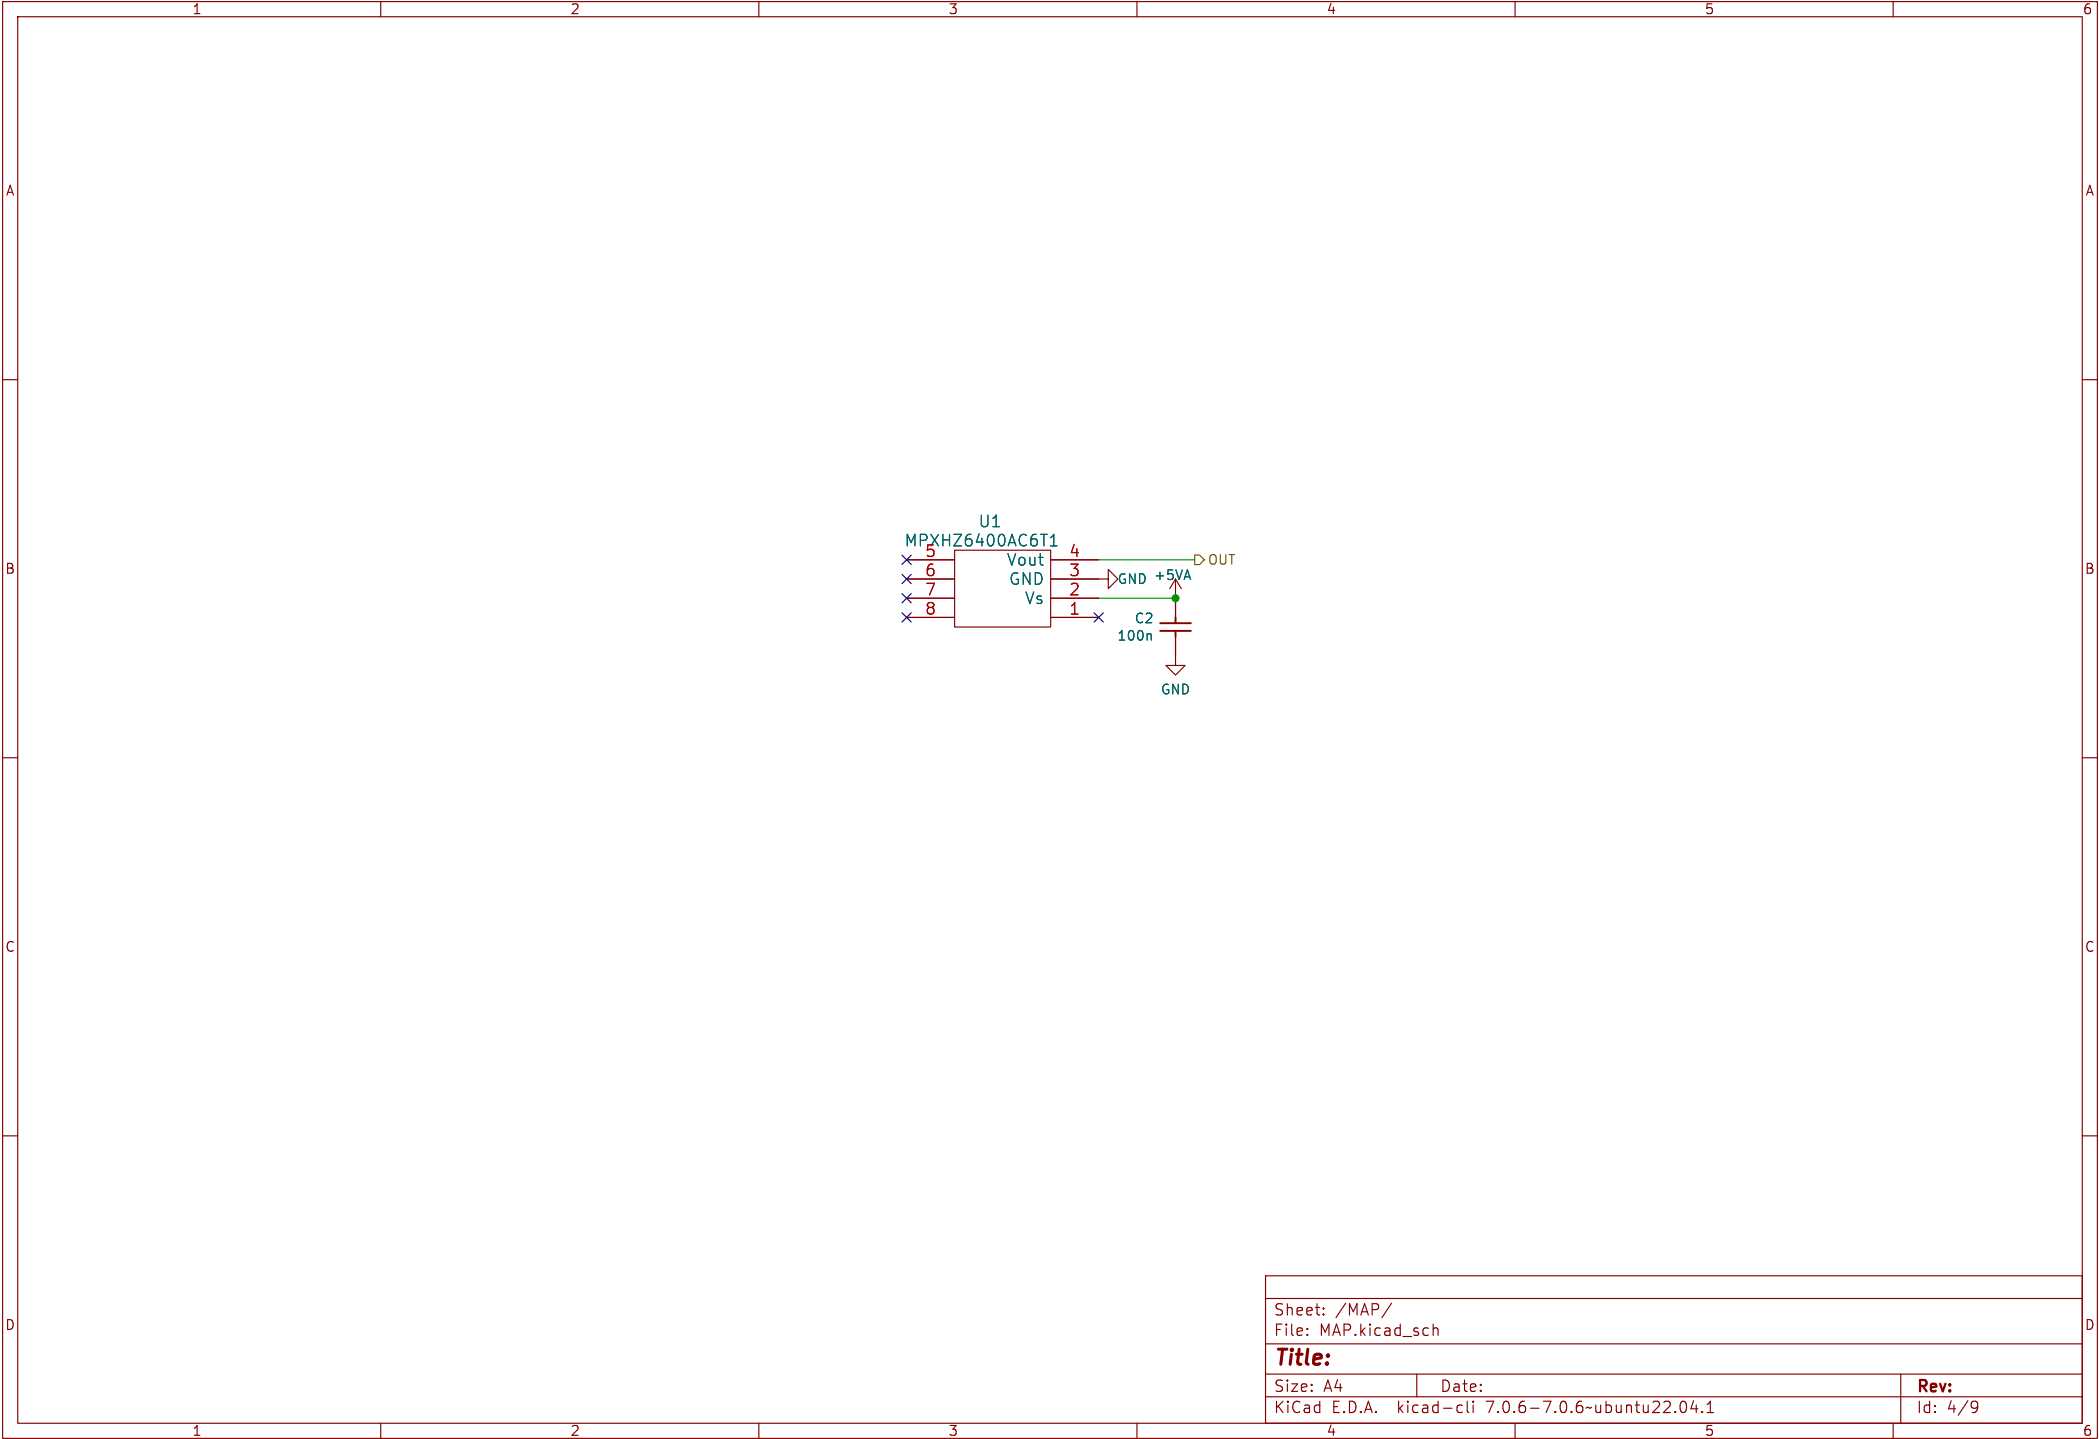 1 2 3 4 5 6
A A
U1
MPXHZ6400AC6T1
5 Vout 4 OUT
B B
6 GND 3 GND +5VA
7 Vs 2
8 1 C2
100n
GND
C C
Sheet: /MAP/
D D
File: MAP.kicad_sch
Title:
Size: A4 Date: Rev:
KiCad E.D.A. kicad-cli 7.0.6-7.0.6~ubuntu22.04.1 Id: 4/9
1 2 3 4 5 6